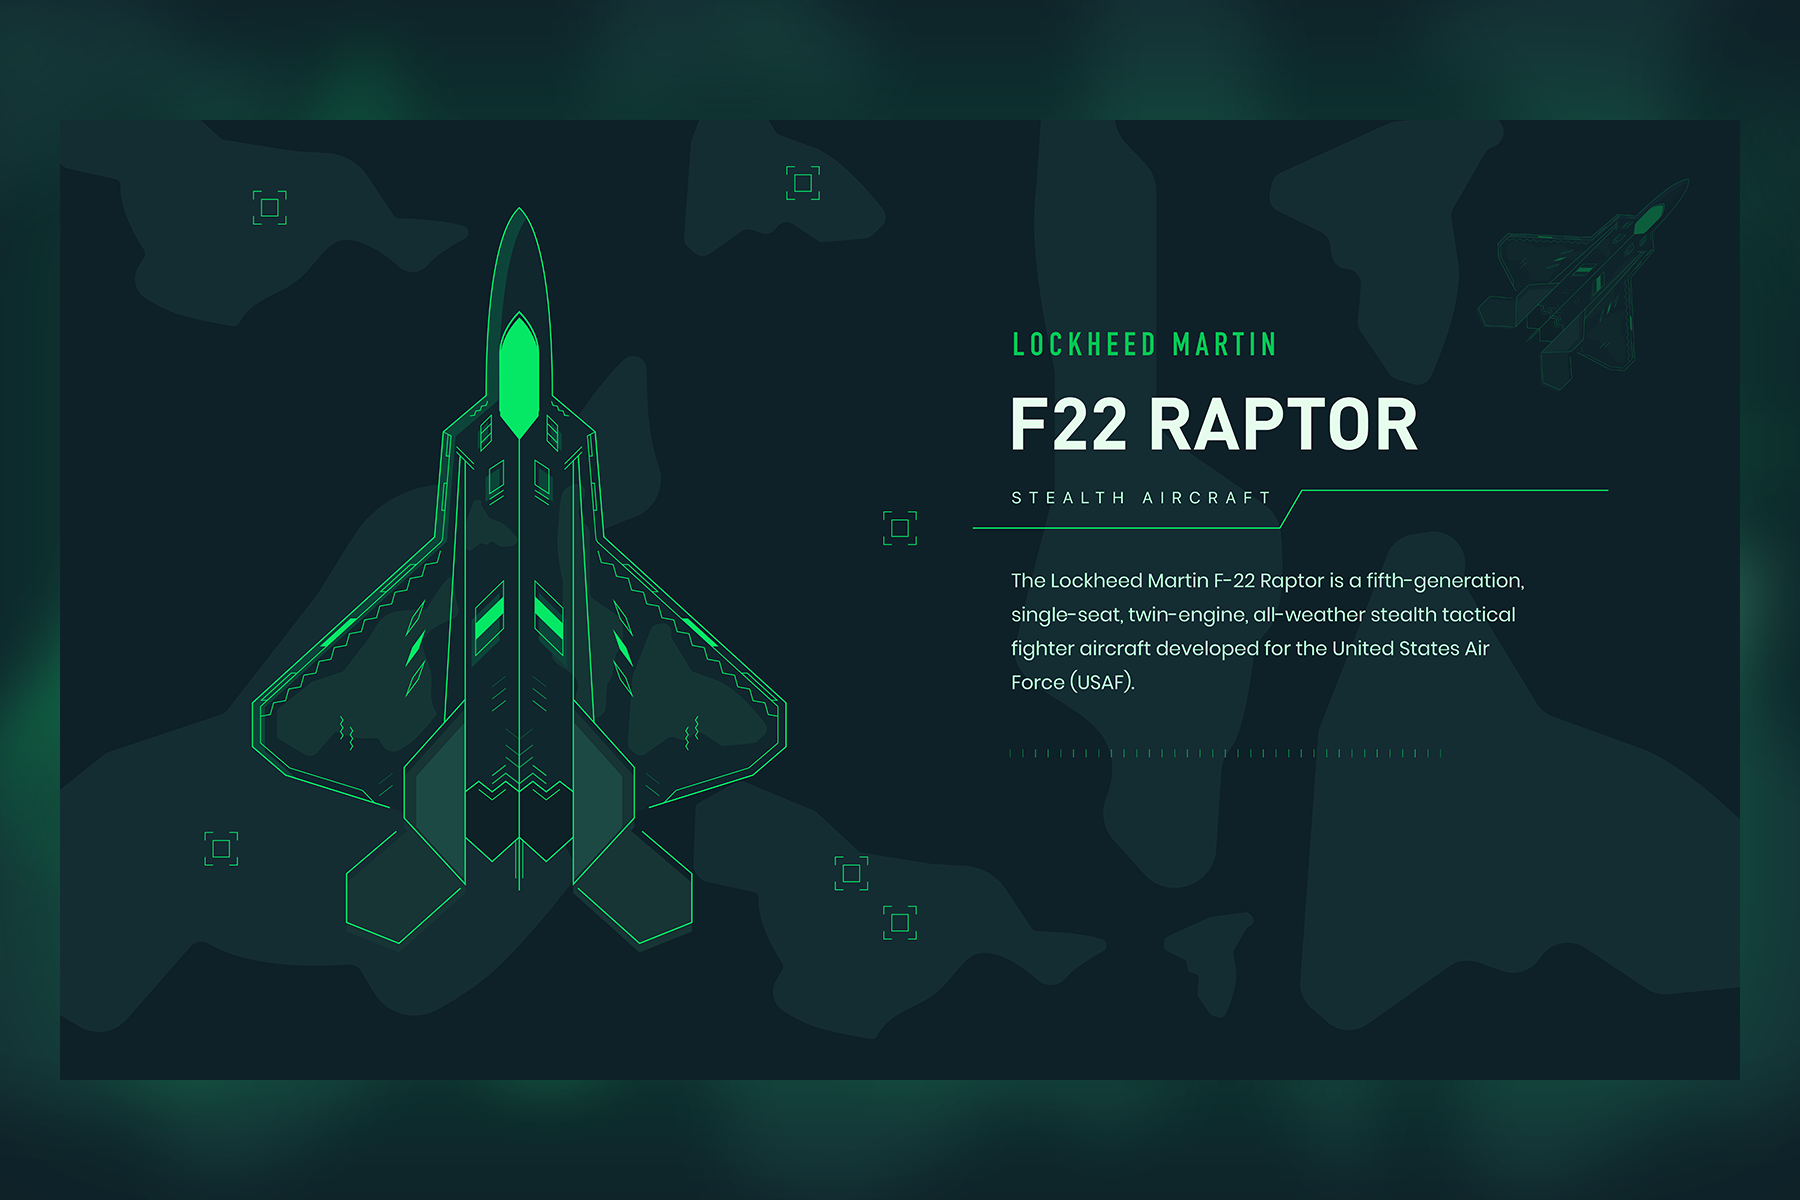 LOCKHEED MARTIN
F22 RAPTOR
STEALTH AIRCRAFT
The Lockheed Martin F-22 Raptor is a fifth-generation,
single-seat, twin-engine, all-weather stealth tactical
fighter aircraft developed for the United States Air
Force (USAF).